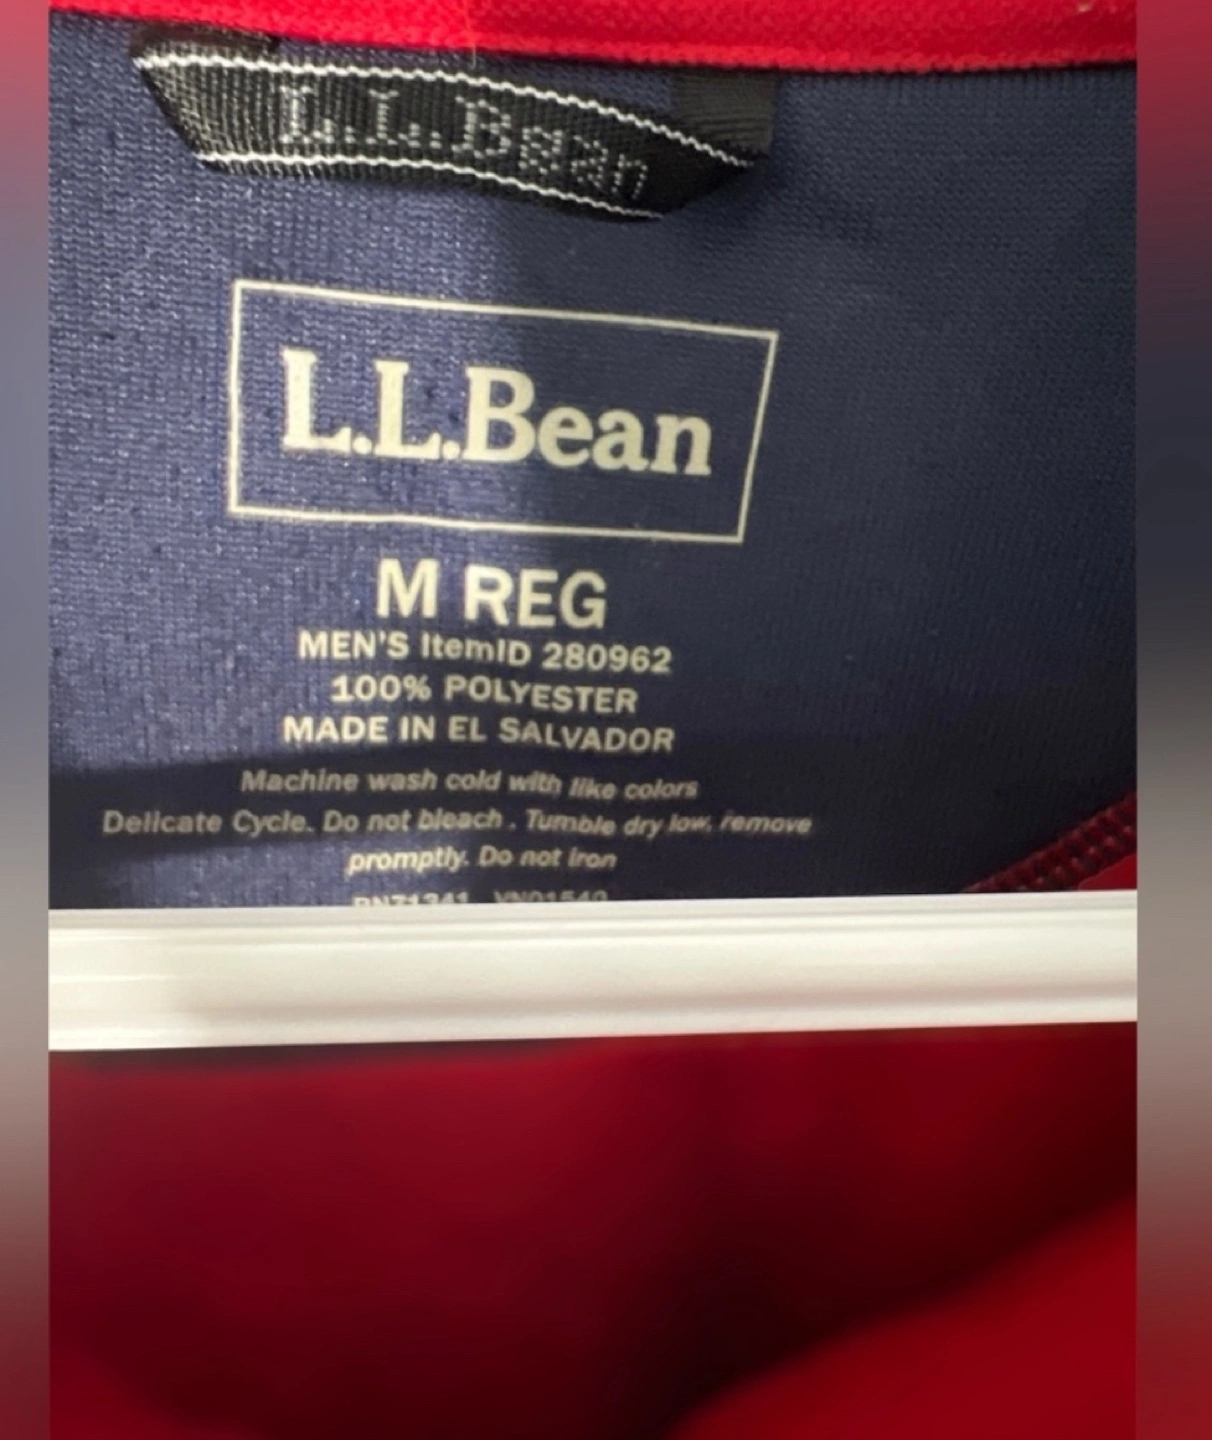 L.L.Bean
L.L.Bean
M REG
MEN'S ItemID 280962
100% POLYESTER
MADE IN EL SALVADOR
Machine wash cold with like colors
Delicate Cycle. Do not bleach. Tumble dry low, remove
promptly. Do not iron